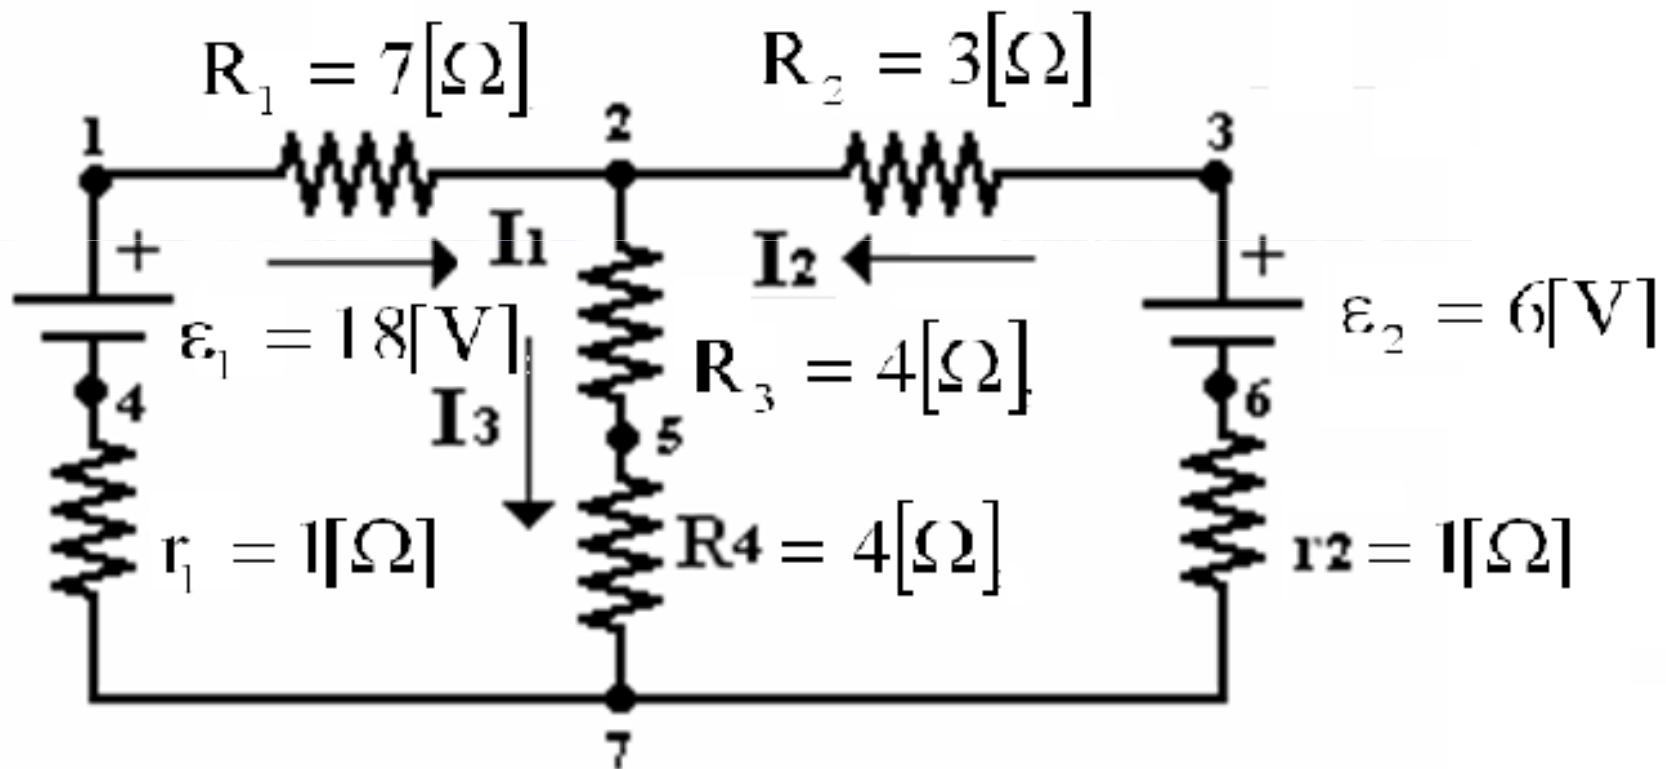 R₁ = 7[Ω]
R₂ = 3[Ω]
1
2
3
+
I1
I2
+
ε₁ = 18[V]
ε₂ = 6[V]
R₃ = 4[Ω]
4
I3
5
6
r₁ = 1[Ω]
R4 = 4[Ω]
r2 = 1[Ω]
7